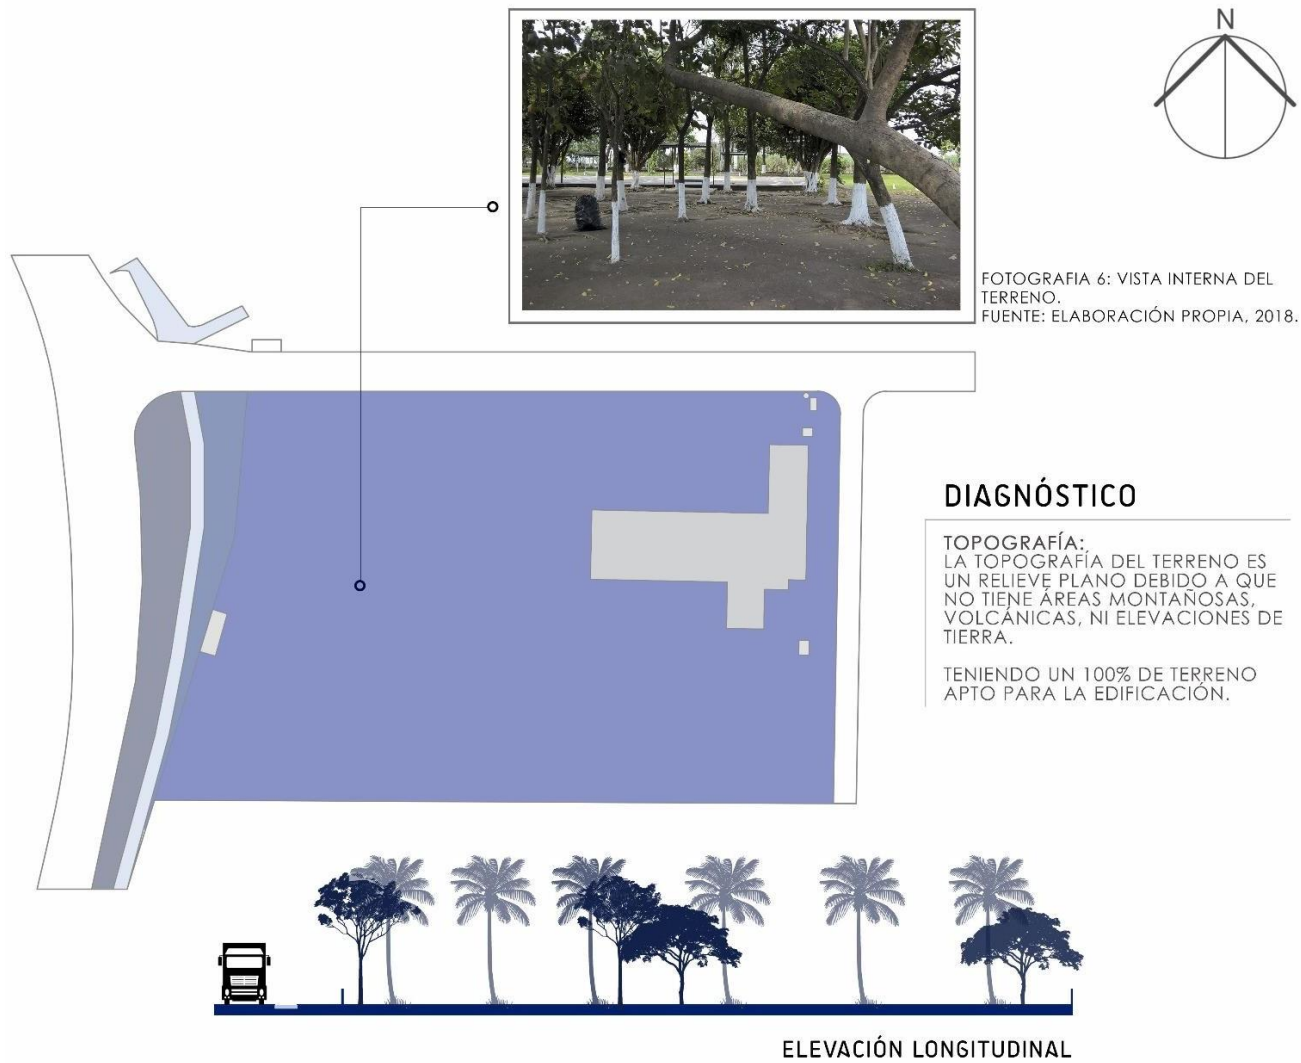 N
FOTOGRAFIA 6: VISTA INTERNA DEL
TERRENO.
FUENTE: ELABORACIÓN PROPIA, 2018.
DIAGNÓSTICO
TOPOGRAFÍA:
LA TOPOGRAFÍA DEL TERRENO ES
UN RELIEVE PLANO DEBIDO A QUE
NO TIENE ÁREAS MONTAÑOSAS,
VOLCÁNICAS, NI ELEVACIONES DE
TIERRA.
TENIENDO UN 100% DE TERRENO
APTO PARA LA EDIFICACIÓN.
ELEVACIÓN LONGITUDINAL